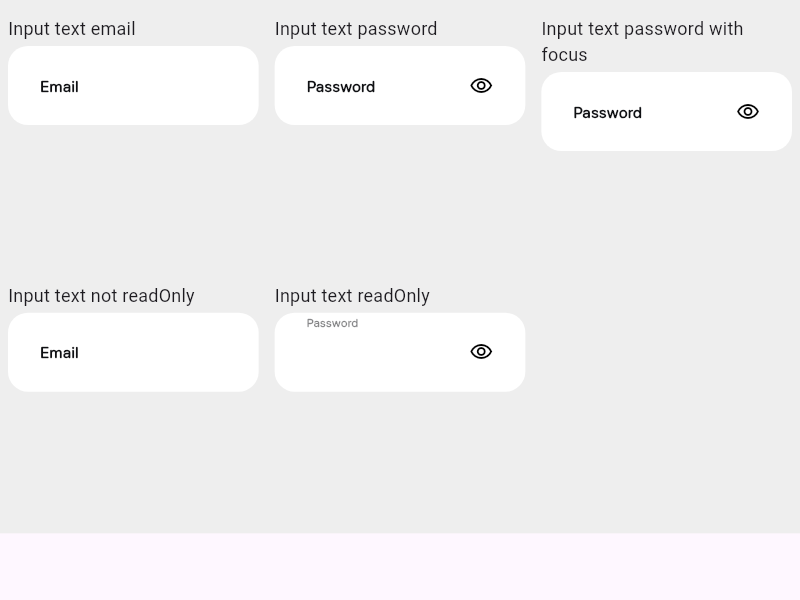 Input text email
Email
Input text password
Password
Input text password with
focus
Password
Input text not readOnly
Email
Input text readOnly
Password